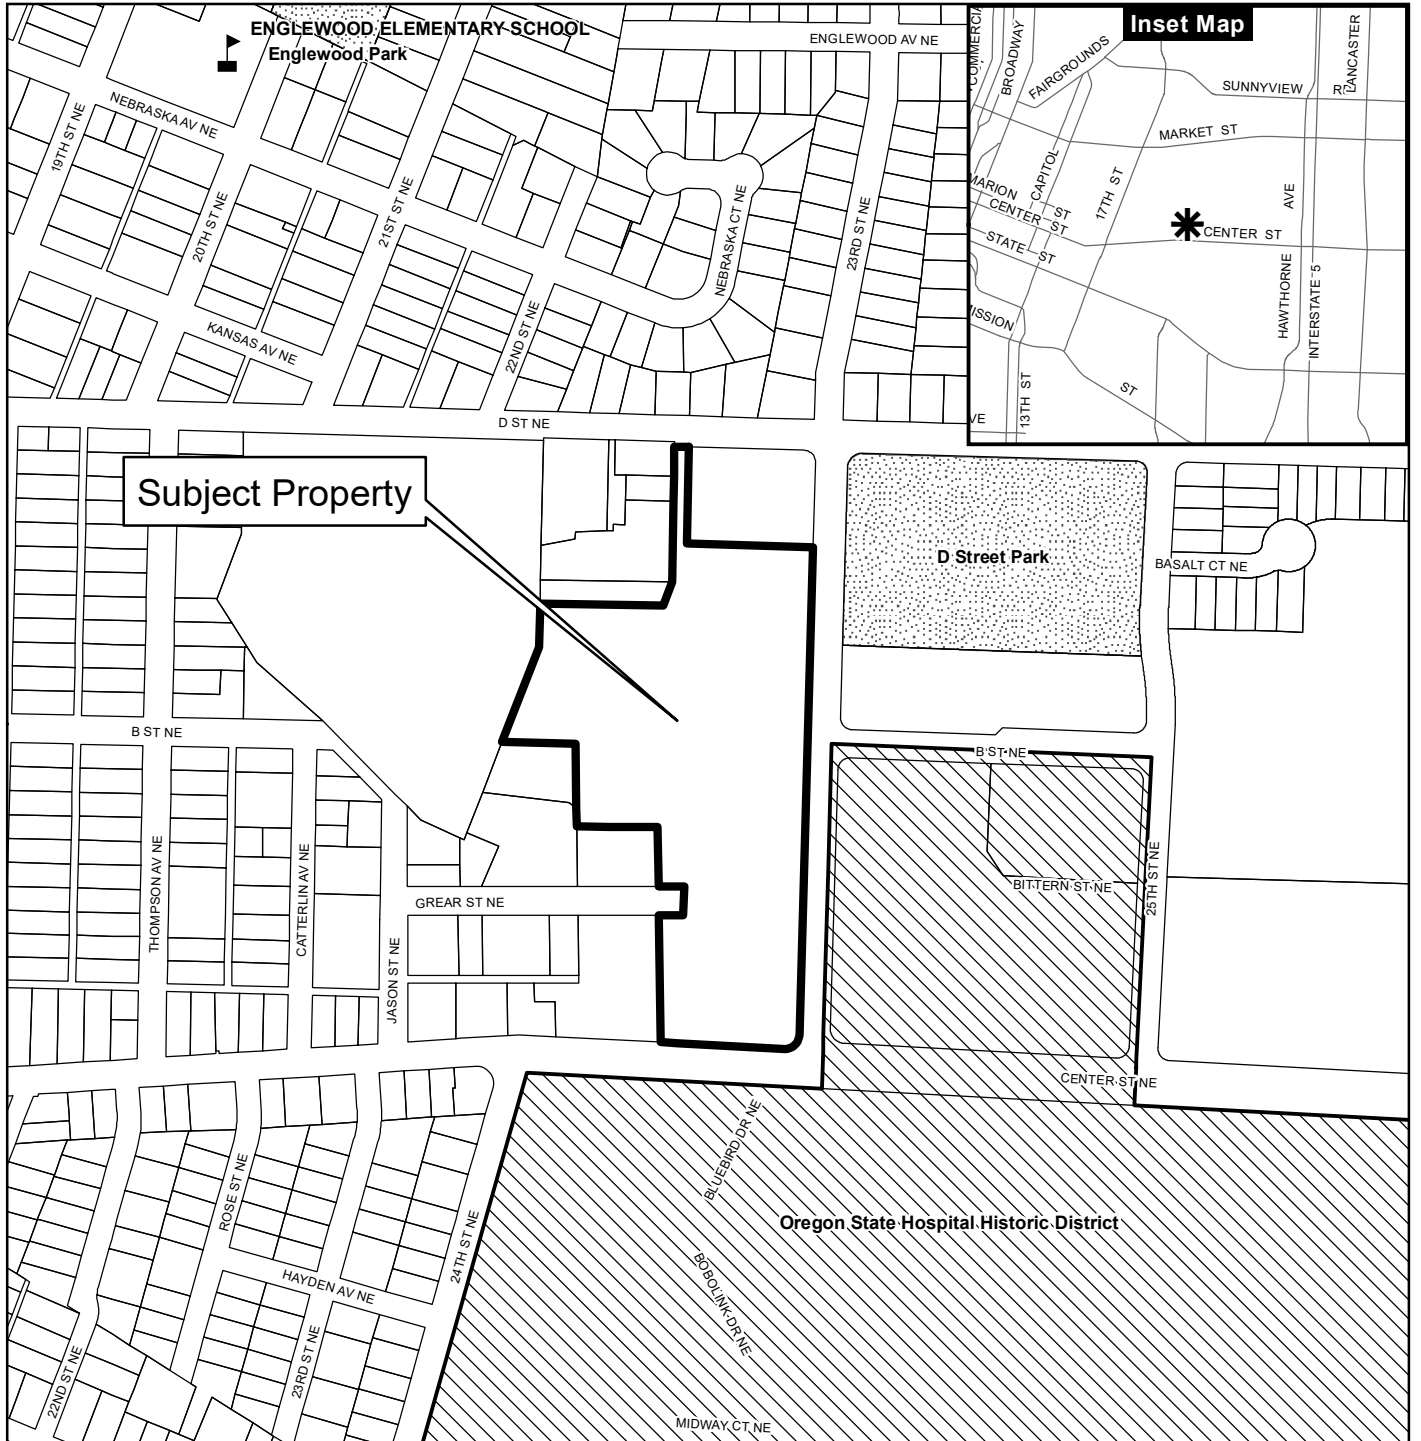 ENGLEWOOD ELEMENTARY SCHOOL
Englewood Park
ENGLEWOOD AV NE
NEBRASKA AV NE
19TH ST NE
20TH ST NE
21ST ST NE
NEBRASKA CT NE
23RD ST NE
KANSAS AV NE
22ND ST NE
D ST NE
Inset Map
COMMERCIA
BROADWAY
FAIRGROUNDS
SUNNYVIEW
LANCASTER
MARKET ST
CAPITOL
17TH ST
MARION ST
CENTER ST
STATE ST
CENTER ST
AVE
HAWTHORNE
INTERSTATE 5
MISSION
ST
13TH ST
VE
Subject Property
D Street Park
BASALT CT NE
B ST NE
B ST NE
THOMPSON AV NE
CATTERLIN AV NE
JASON ST NE
GREAR ST NE
BITTERN ST NE
25TH ST NE
CENTER ST NE
BLUEBIRD DR NE
ROSE ST NE
24TH ST NE
Oregon State Hospital Historic District
HAYDEN AV NE
BOBOLINK DR NE
22ND ST NE
23RD ST NE
MIDWAY CT NE